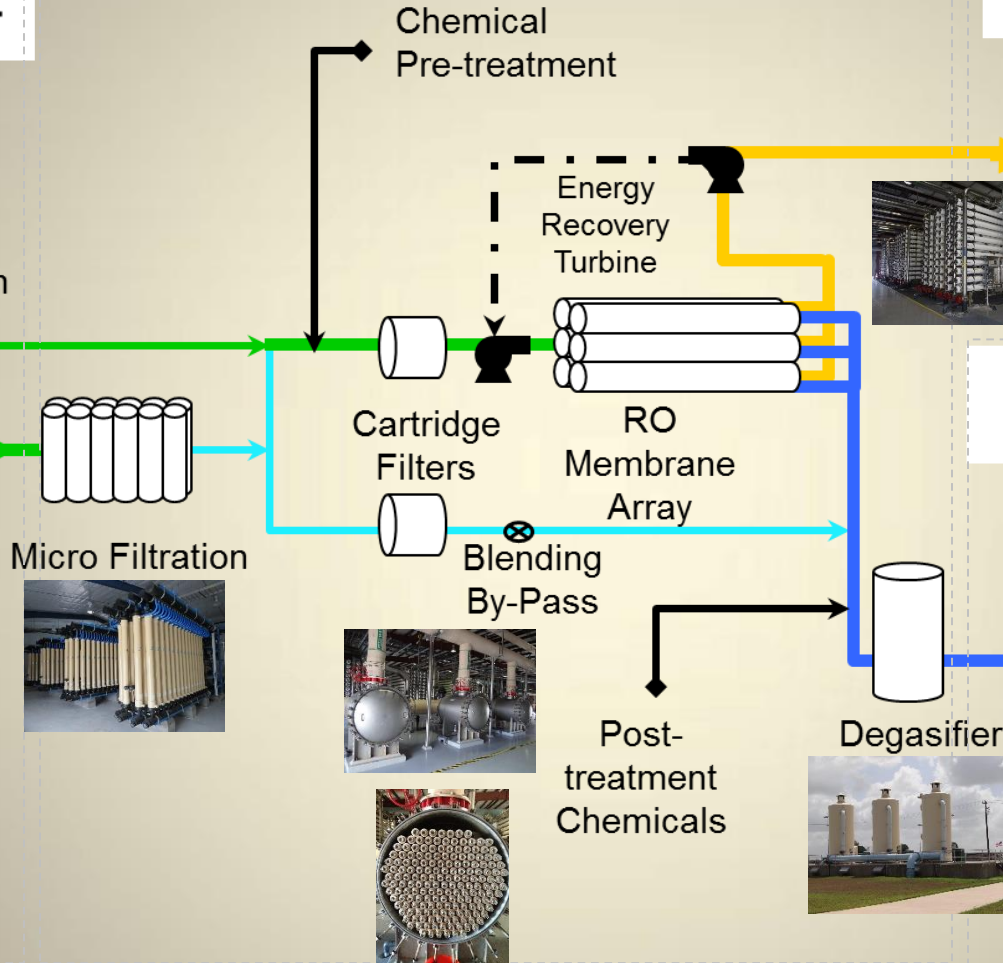 Chemical
Pre-treatment
Energy
Recovery
Turbine
n
Cartridge
Filters
RO
Membrane
Array
Micro Filtration
Blending
By-Pass
Post-
treatment
Chemicals
Degasifier